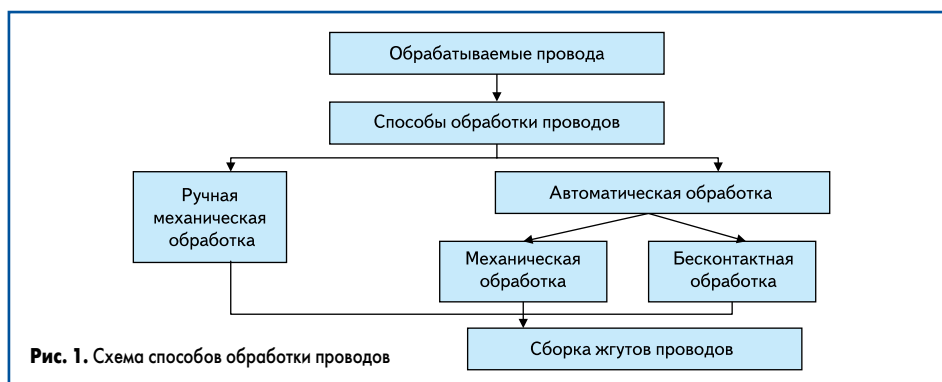 Обрабатываемые провода
Способы обработки проводов
Ручная
механическая
обработка
Автоматическая обработка
Механическая
обработка
Бесконтактная
обработка
Сборка жгутов проводов
Рис. 1. Схема способов обработки проводов